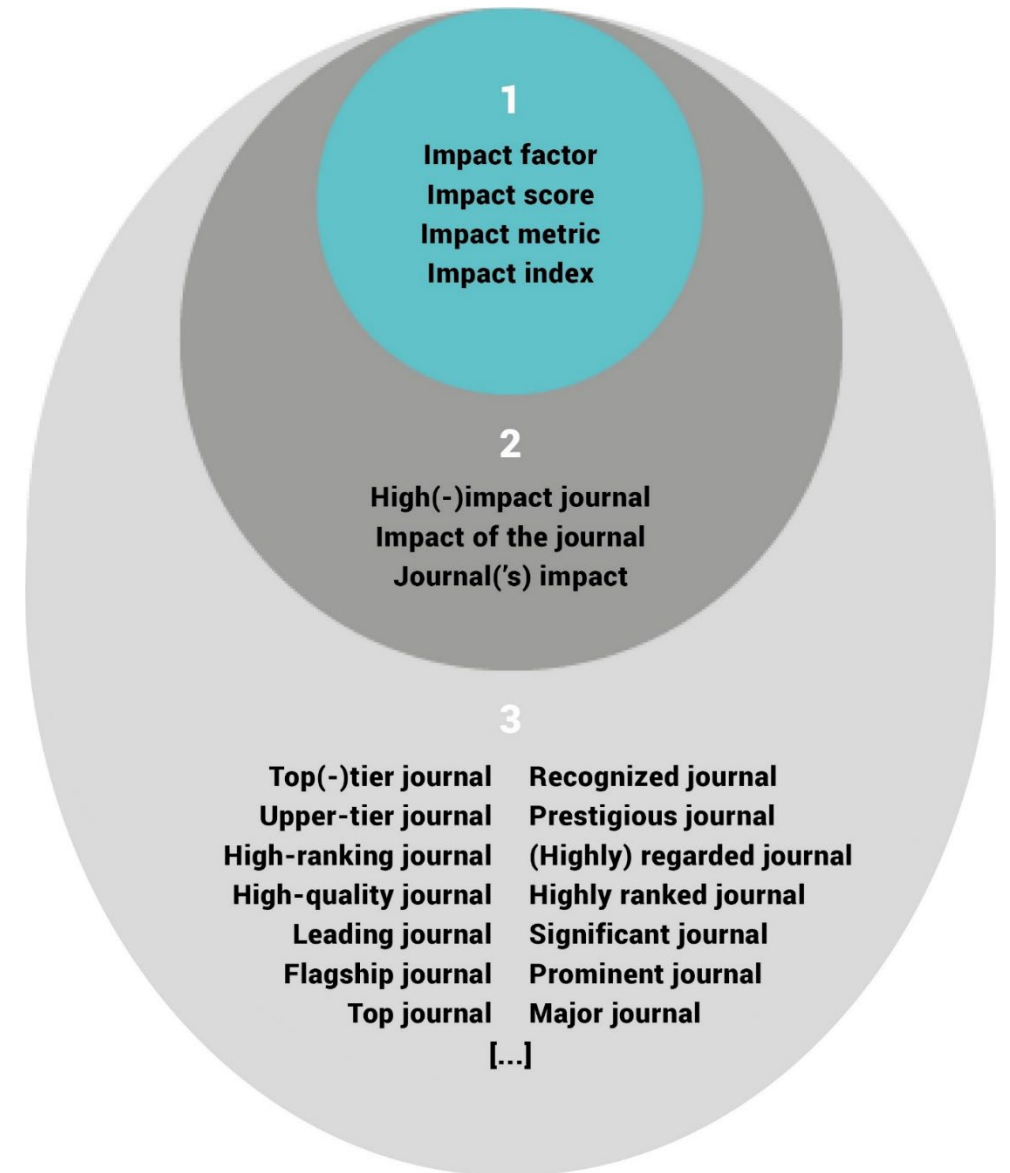 1
Impact factor
Impact score
Impact metric
Impact index
2
High(-)impact journal
Impact of the journal
Journal('s) impact
3
Top(-)tier journal Recognized journal
Upper-tier journal Prestigious journal
High-ranking journal (Highly) regarded journal
High-quality journal Highly ranked journal
Leading journal Significant journal
Flagship journal Prominent journal
Top journal Major journal
[...]